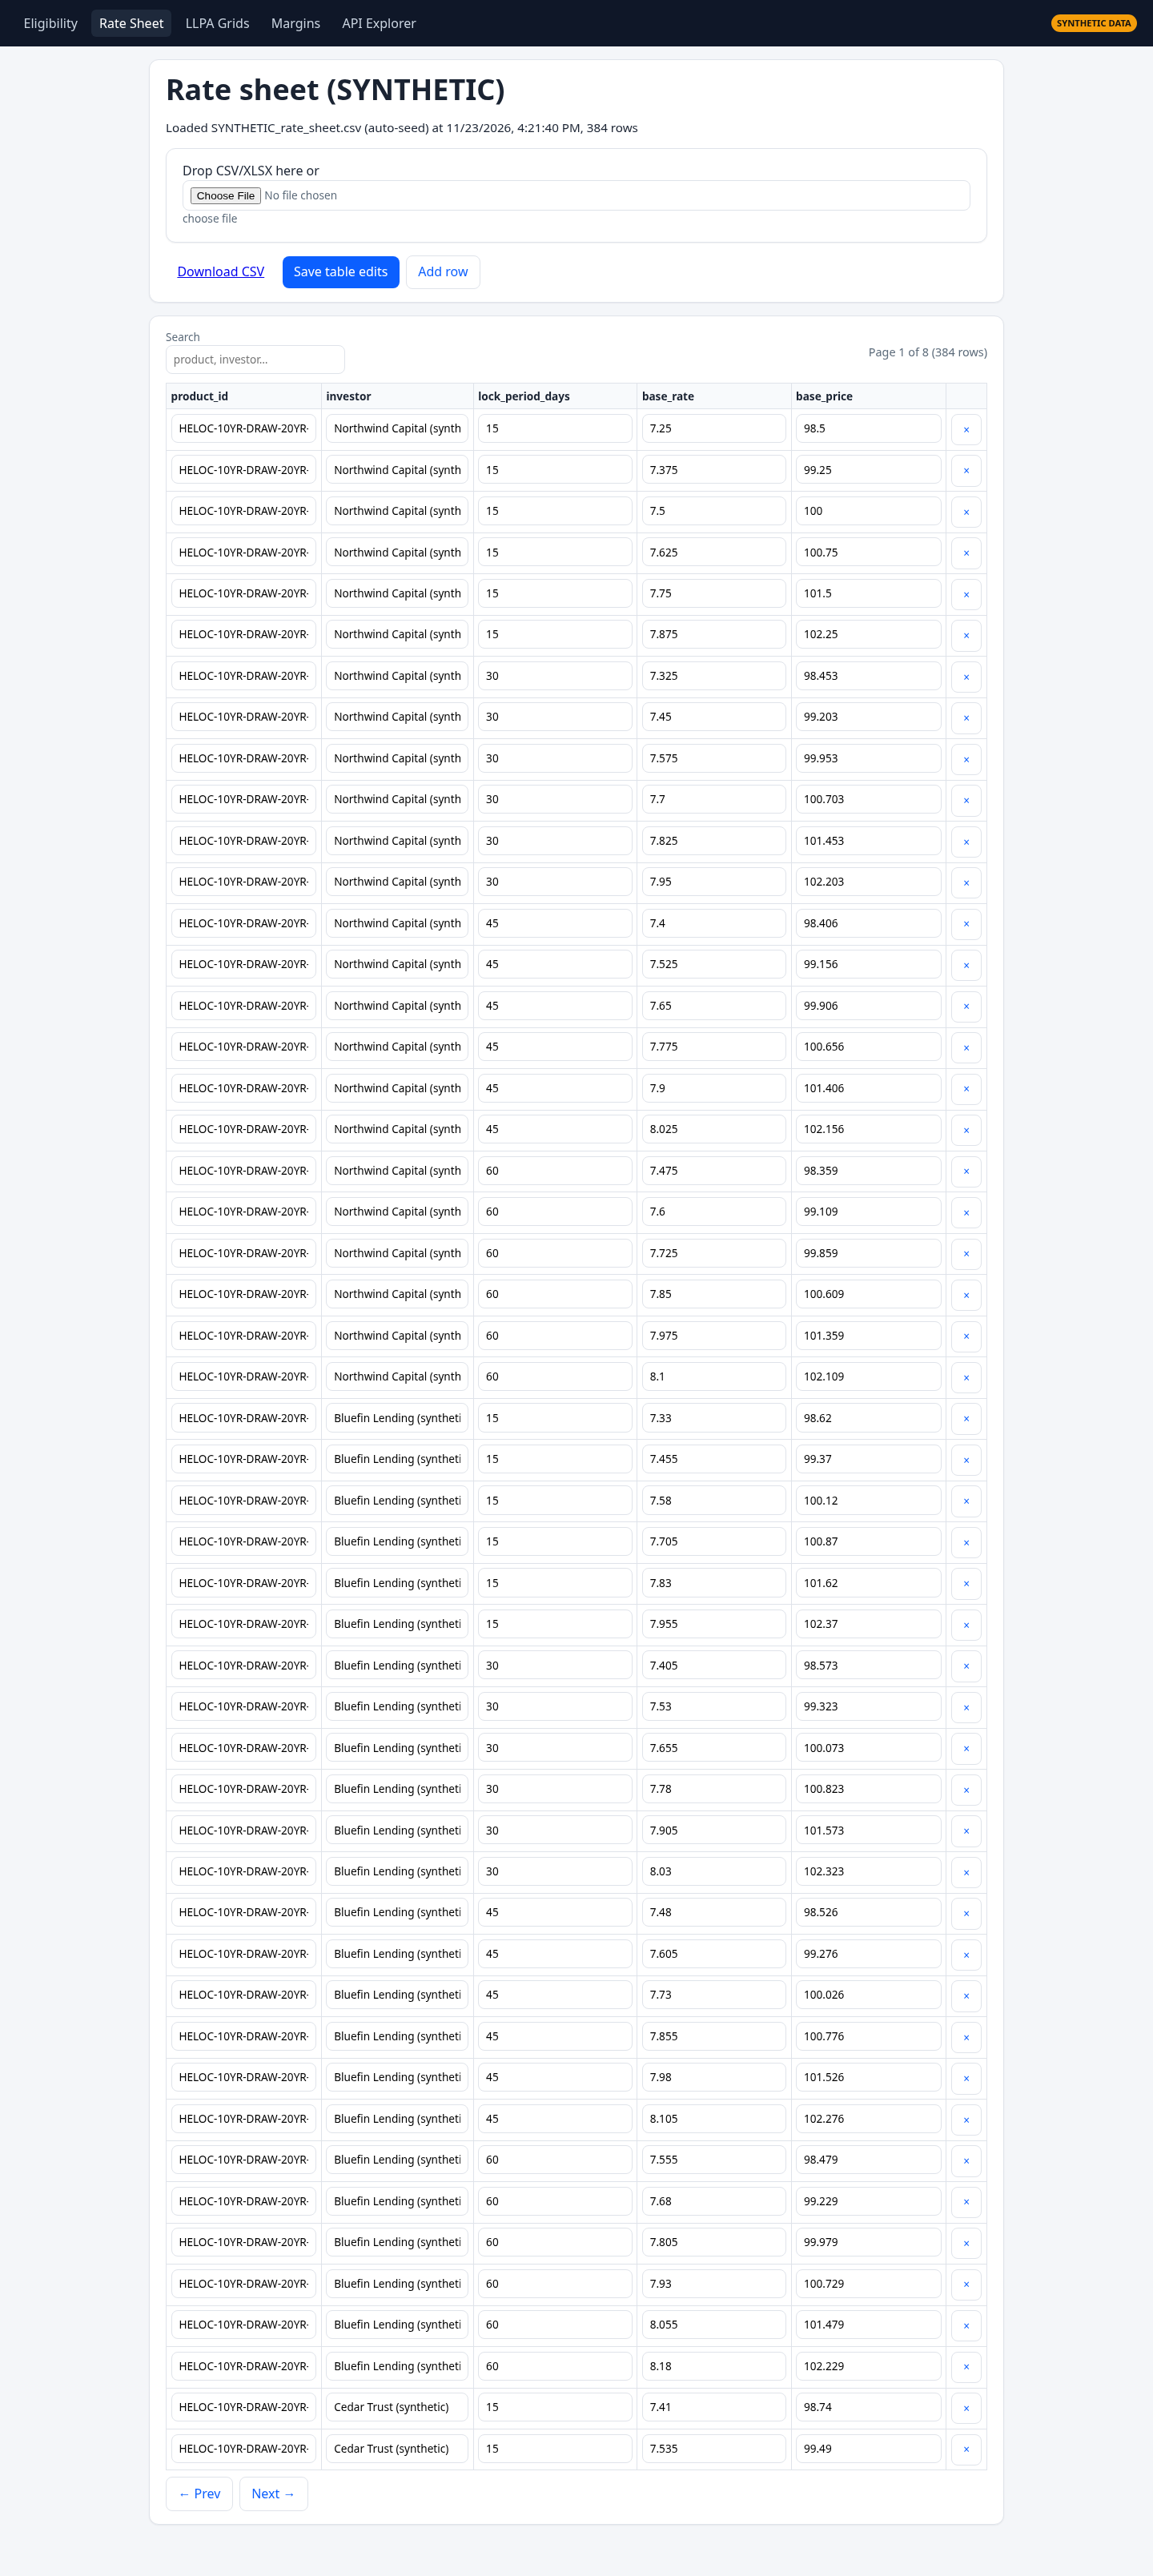 Eligibility Rate Sheet LLPA Grids Margins API Explorer SYNTHETIC DATA
Rate sheet (SYNTHETIC)
Loaded SYNTHETIC_rate_sheet.csv (auto-seed) at 11/23/2026, 4:21:40 PM, 384 rows
Drop CSV/XLSX here or
Choose File No file chosen
choose file
Download CSV Save table edits Add row
Search
product, investor...
Page 1 of 8 (384 rows)
product_id investor lock_period_days base_rate base_price
HELOC-10YR-DRAW-20YR- Northwind Capital (synth 15 7.25 98.5 ×
HELOC-10YR-DRAW-20YR- Northwind Capital (synth 15 7.375 99.25 ×
HELOC-10YR-DRAW-20YR- Northwind Capital (synth 15 7.5 100 ×
HELOC-10YR-DRAW-20YR- Northwind Capital (synth 15 7.625 100.75 ×
HELOC-10YR-DRAW-20YR- Northwind Capital (synth 15 7.75 101.5 ×
HELOC-10YR-DRAW-20YR- Northwind Capital (synth 15 7.875 102.25 ×
HELOC-10YR-DRAW-20YR- Northwind Capital (synth 30 7.325 98.453 ×
HELOC-10YR-DRAW-20YR- Northwind Capital (synth 30 7.45 99.203 ×
HELOC-10YR-DRAW-20YR- Northwind Capital (synth 30 7.575 99.953 ×
HELOC-10YR-DRAW-20YR- Northwind Capital (synth 30 7.7 100.703 ×
HELOC-10YR-DRAW-20YR- Northwind Capital (synth 30 7.825 101.453 ×
HELOC-10YR-DRAW-20YR- Northwind Capital (synth 30 7.95 102.203 ×
HELOC-10YR-DRAW-20YR- Northwind Capital (synth 45 7.4 98.406 ×
HELOC-10YR-DRAW-20YR- Northwind Capital (synth 45 7.525 99.156 ×
HELOC-10YR-DRAW-20YR- Northwind Capital (synth 45 7.65 99.906 ×
HELOC-10YR-DRAW-20YR- Northwind Capital (synth 45 7.775 100.656 ×
HELOC-10YR-DRAW-20YR- Northwind Capital (synth 45 7.9 101.406 ×
HELOC-10YR-DRAW-20YR- Northwind Capital (synth 45 8.025 102.156 ×
HELOC-10YR-DRAW-20YR- Northwind Capital (synth 60 7.475 98.359 ×
HELOC-10YR-DRAW-20YR- Northwind Capital (synth 60 7.6 99.109 ×
HELOC-10YR-DRAW-20YR- Northwind Capital (synth 60 7.725 99.859 ×
HELOC-10YR-DRAW-20YR- Northwind Capital (synth 60 7.85 100.609 ×
HELOC-10YR-DRAW-20YR- Northwind Capital (synth 60 7.975 101.359 ×
HELOC-10YR-DRAW-20YR- Northwind Capital (synth 60 8.1 102.109 ×
HELOC-10YR-DRAW-20YR- Bluefin Lending (syntheti 15 7.33 98.62 ×
HELOC-10YR-DRAW-20YR- Bluefin Lending (syntheti 15 7.455 99.37 ×
HELOC-10YR-DRAW-20YR- Bluefin Lending (syntheti 15 7.58 100.12 ×
HELOC-10YR-DRAW-20YR- Bluefin Lending (syntheti 15 7.705 100.87 ×
HELOC-10YR-DRAW-20YR- Bluefin Lending (syntheti 15 7.83 101.62 ×
HELOC-10YR-DRAW-20YR- Bluefin Lending (syntheti 15 7.955 102.37 ×
HELOC-10YR-DRAW-20YR- Bluefin Lending (syntheti 30 7.405 98.573 ×
HELOC-10YR-DRAW-20YR- Bluefin Lending (syntheti 30 7.53 99.323 ×
HELOC-10YR-DRAW-20YR- Bluefin Lending (syntheti 30 7.655 100.073 ×
HELOC-10YR-DRAW-20YR- Bluefin Lending (syntheti 30 7.78 100.823 ×
HELOC-10YR-DRAW-20YR- Bluefin Lending (syntheti 30 7.905 101.573 ×
HELOC-10YR-DRAW-20YR- Bluefin Lending (syntheti 30 8.03 102.323 ×
HELOC-10YR-DRAW-20YR- Bluefin Lending (syntheti 45 7.48 98.526 ×
HELOC-10YR-DRAW-20YR- Bluefin Lending (syntheti 45 7.605 99.276 ×
HELOC-10YR-DRAW-20YR- Bluefin Lending (syntheti 45 7.73 100.026 ×
HELOC-10YR-DRAW-20YR- Bluefin Lending (syntheti 45 7.855 100.776 ×
HELOC-10YR-DRAW-20YR- Bluefin Lending (syntheti 45 7.98 101.526 ×
HELOC-10YR-DRAW-20YR- Bluefin Lending (syntheti 45 8.105 102.276 ×
HELOC-10YR-DRAW-20YR- Bluefin Lending (syntheti 60 7.555 98.479 ×
HELOC-10YR-DRAW-20YR- Bluefin Lending (syntheti 60 7.68 99.229 ×
HELOC-10YR-DRAW-20YR- Bluefin Lending (syntheti 60 7.805 99.979 ×
HELOC-10YR-DRAW-20YR- Bluefin Lending (syntheti 60 7.93 100.729 ×
HELOC-10YR-DRAW-20YR- Bluefin Lending (syntheti 60 8.055 101.479 ×
HELOC-10YR-DRAW-20YR- Bluefin Lending (syntheti 60 8.18 102.229 ×
HELOC-10YR-DRAW-20YR- Cedar Trust (synthetic) 15 7.41 98.74 ×
HELOC-10YR-DRAW-20YR- Cedar Trust (synthetic) 15 7.535 99.49 ×
← Prev Next →